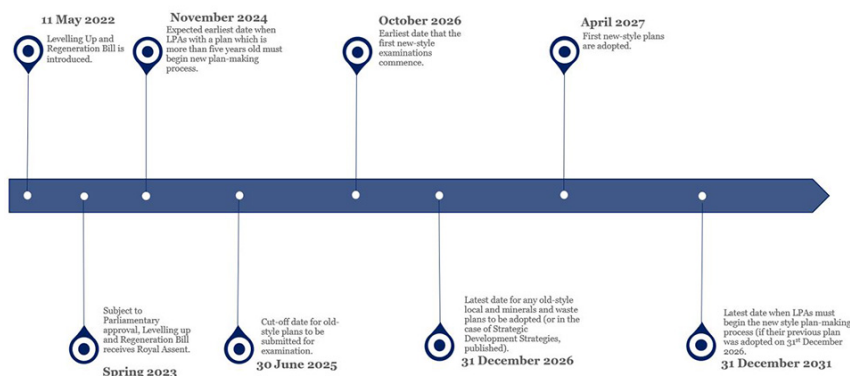 11 May 2022
Levelling Up and
Regeneration Bill is
introduced.
November 2024
Expected earliest date when
LPAs with a plan which is
more than five years old must
begin new plan-making
process.
October 2026
Earliest date that the
first new-style
examinations
commence.
April 2027
First new-style plans
are adopted.
Subject to
Parliamentary
approval, Levelling up
and Regeneration Bill
receives Royal Assent.
Spring 2023
Cut-off date for old-
style plans to be
submitted for
examination.
30 June 2025
Latest date for any old-style
local and minerals and waste
plans to be adopted (or in the
case of Strategic
Development Strategies,
published).
31 December 2026
Latest date when LPAs must
begin the new style plan-making
process (if their previous plan
was adopted on 31st December
2026.
31 December 2031